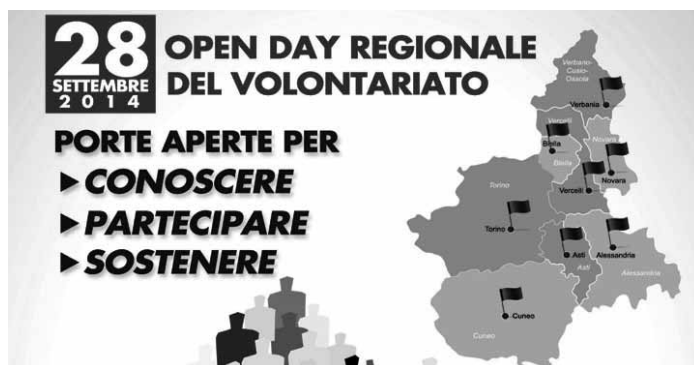 28
SETTEMBRE
2014
OPEN DAY REGIONALE
DEL VOLONTARIATO
PORTE APERTE PER
►CONOSCERE
►PARTECIPARE
►SOSTENERE
Verbano-
Cusio-
Ossola
Verbania
Vercelli
Biella
Biella
Novara
Novara
Vercelli
Torino
Torino
Asti
Asti
Alessandria
Alessandria
Cuneo
Cuneo